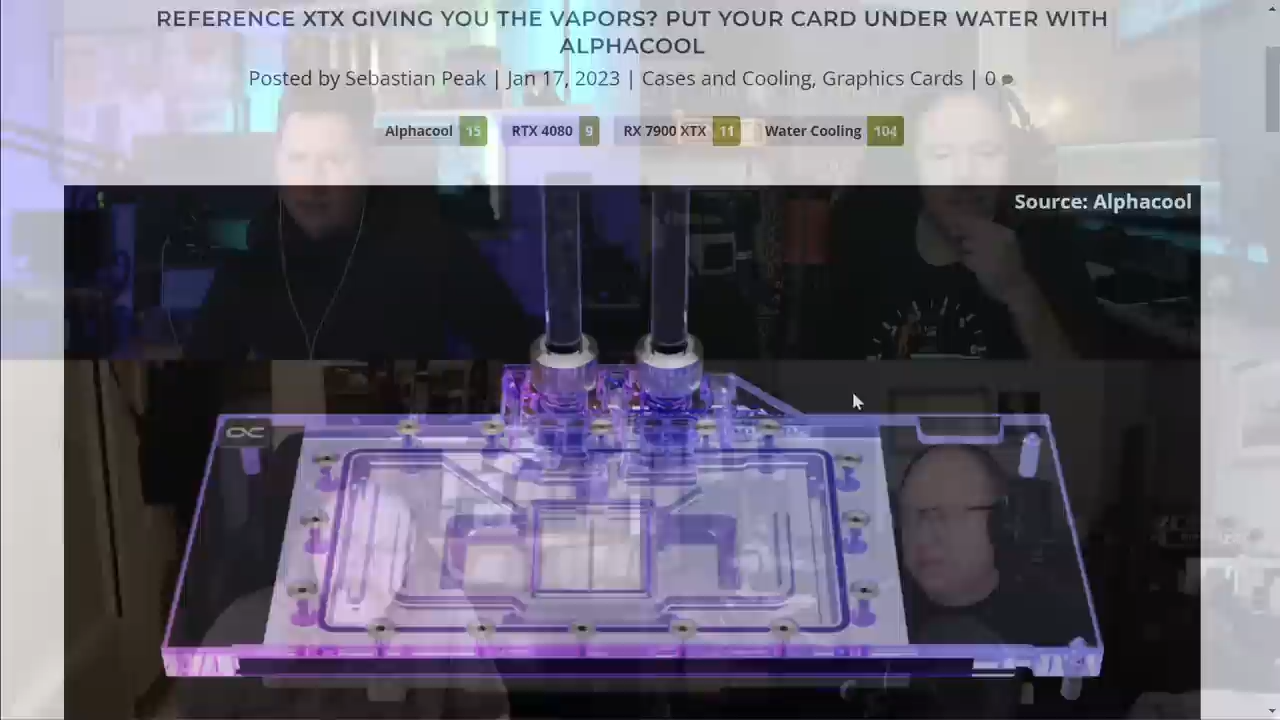 REFERENCE XTX GIVING YOU THE VAPORS? PUT YOUR CARD UNDER WATER WITH
ALPHACOOL
Posted by Sebastian Peak | Jan 17, 2023 | Cases and Cooling, Graphics Cards | 0
Alphacool 15 RTX 4080 9 RX 7900 XTX 11 Water Cooling 104
Source: Alphacool